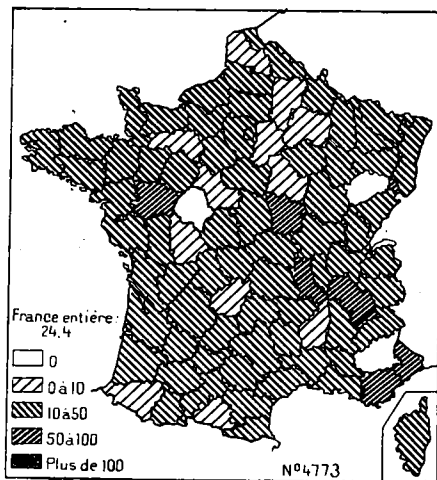 France entière :
24.4
0
0 à 10
10 à 50
50 à 100
Plus de 100
N°4773